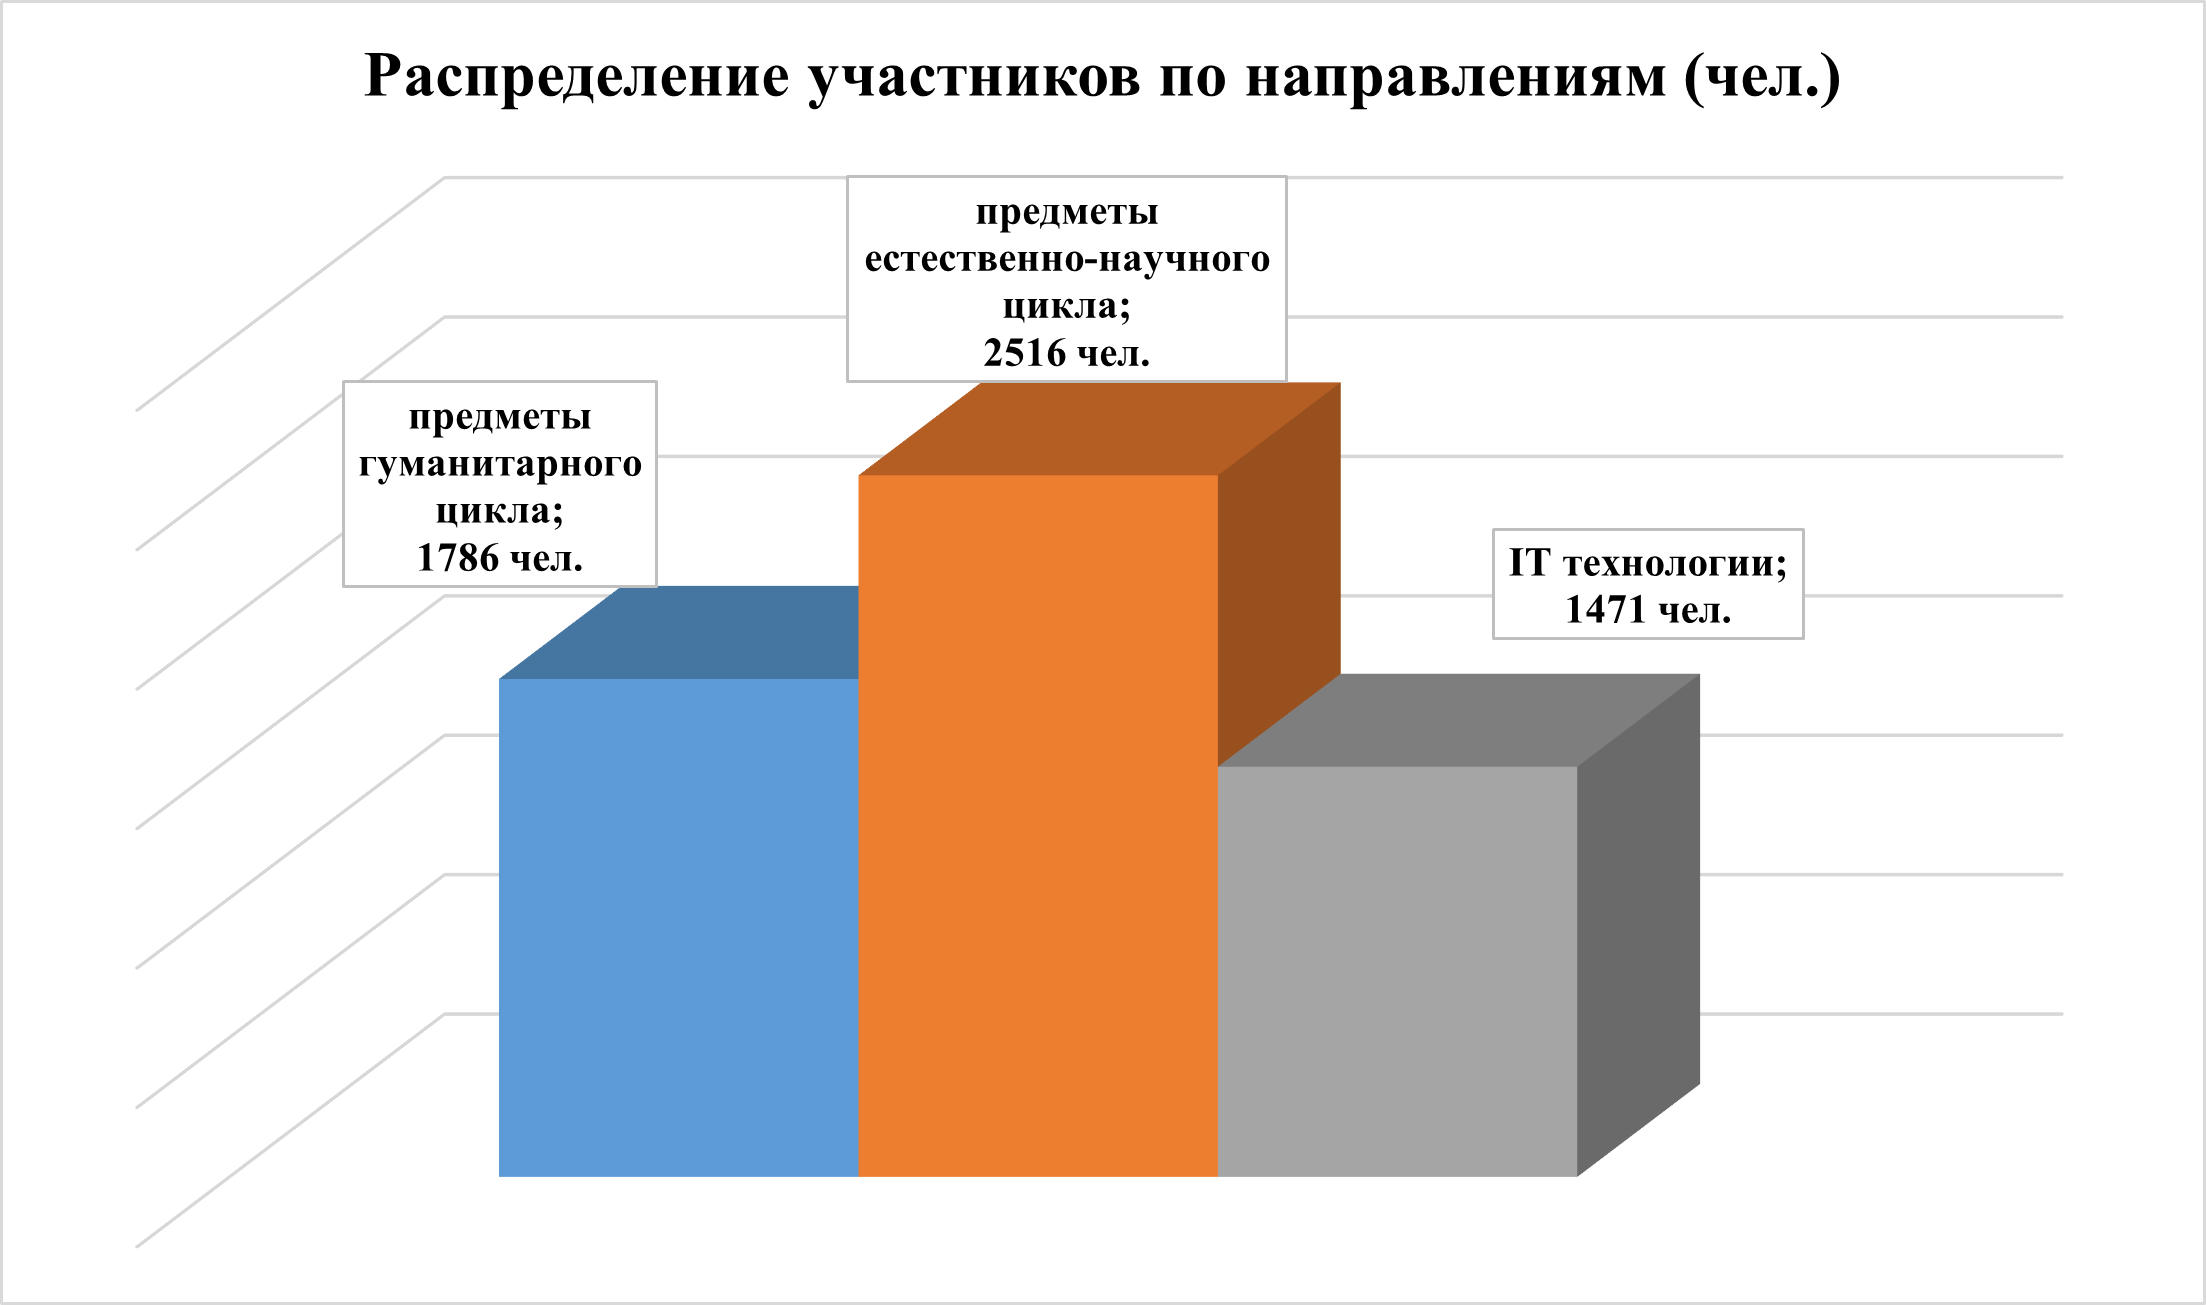 Распределение участников по направлениям (чел.)
предметы
естественно-научного
цикла;
2516 чел.
предметы
гуманитарного
цикла;
1786 чел.
IT технологии;
1471 чел.